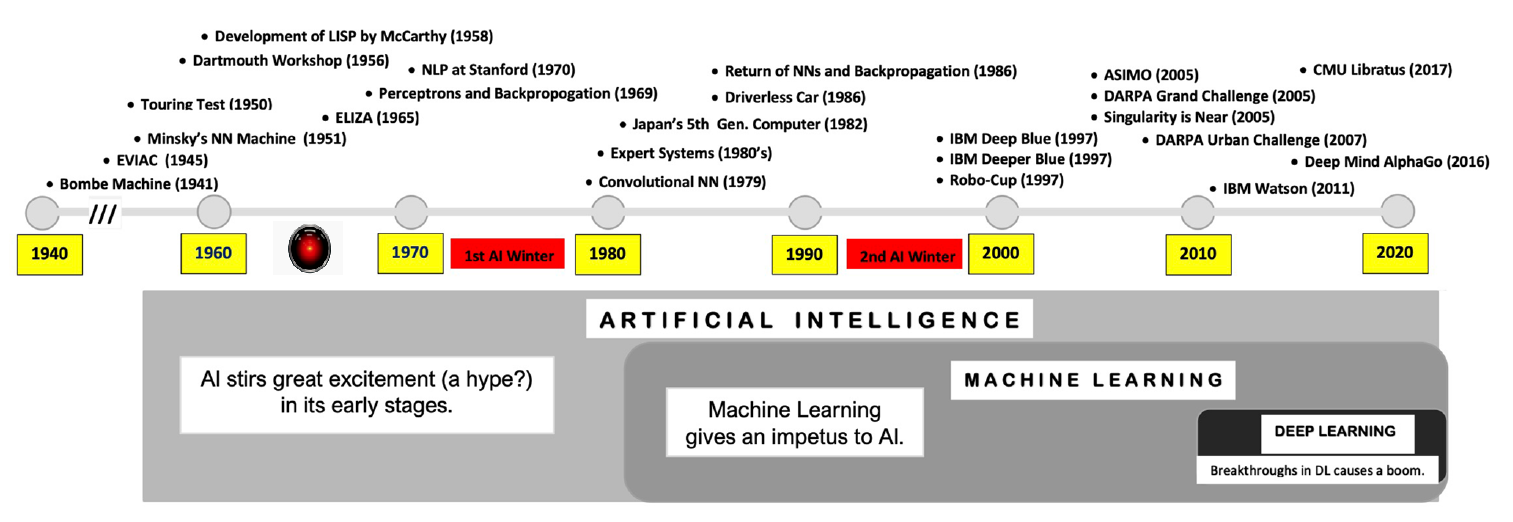 • Development of LISP by McCarthy (1958)
• Dartmouth Workshop (1956)
• NLP at Stanford (1970)
• Perceptrons and Backpropogation (1969)
• Touring Test (1950)
• ELIZA (1965)
• Minsky's NN Machine (1951)
• EVIAC (1945)
• Bombe Machine (1941)
• Return of NNs and Backpropagation (1986)
• Driverless Car (1986)
• Japan's 5th Gen. Computer (1982)
• Expert Systems (1980's)
• Convolutional NN (1979)
• IBM Deep Blue (1997)
• IBM Deeper Blue (1997)
• Robo-Cup (1997)
• ASIMO (2005)
• DARPA Grand Challenge (2005)
• Singularity is Near (2005)
• DARPA Urban Challenge (2007)
• CMU Libratus (2017)
• Deep Mind AlphaGo (2016)
• IBM Watson (2011)
///
1940
1960
1970
1st AI Winter
1980
1990
2nd AI Winter
2000
2010
2020
ARTIFICIAL INTELLIGENCE
AI stirs great excitement (a hype?)
in its early stages.
MACHINE LEARNING
Machine Learning
gives an impetus to AI.
DEEP LEARNING
Breakthroughs in DL causes a boom.